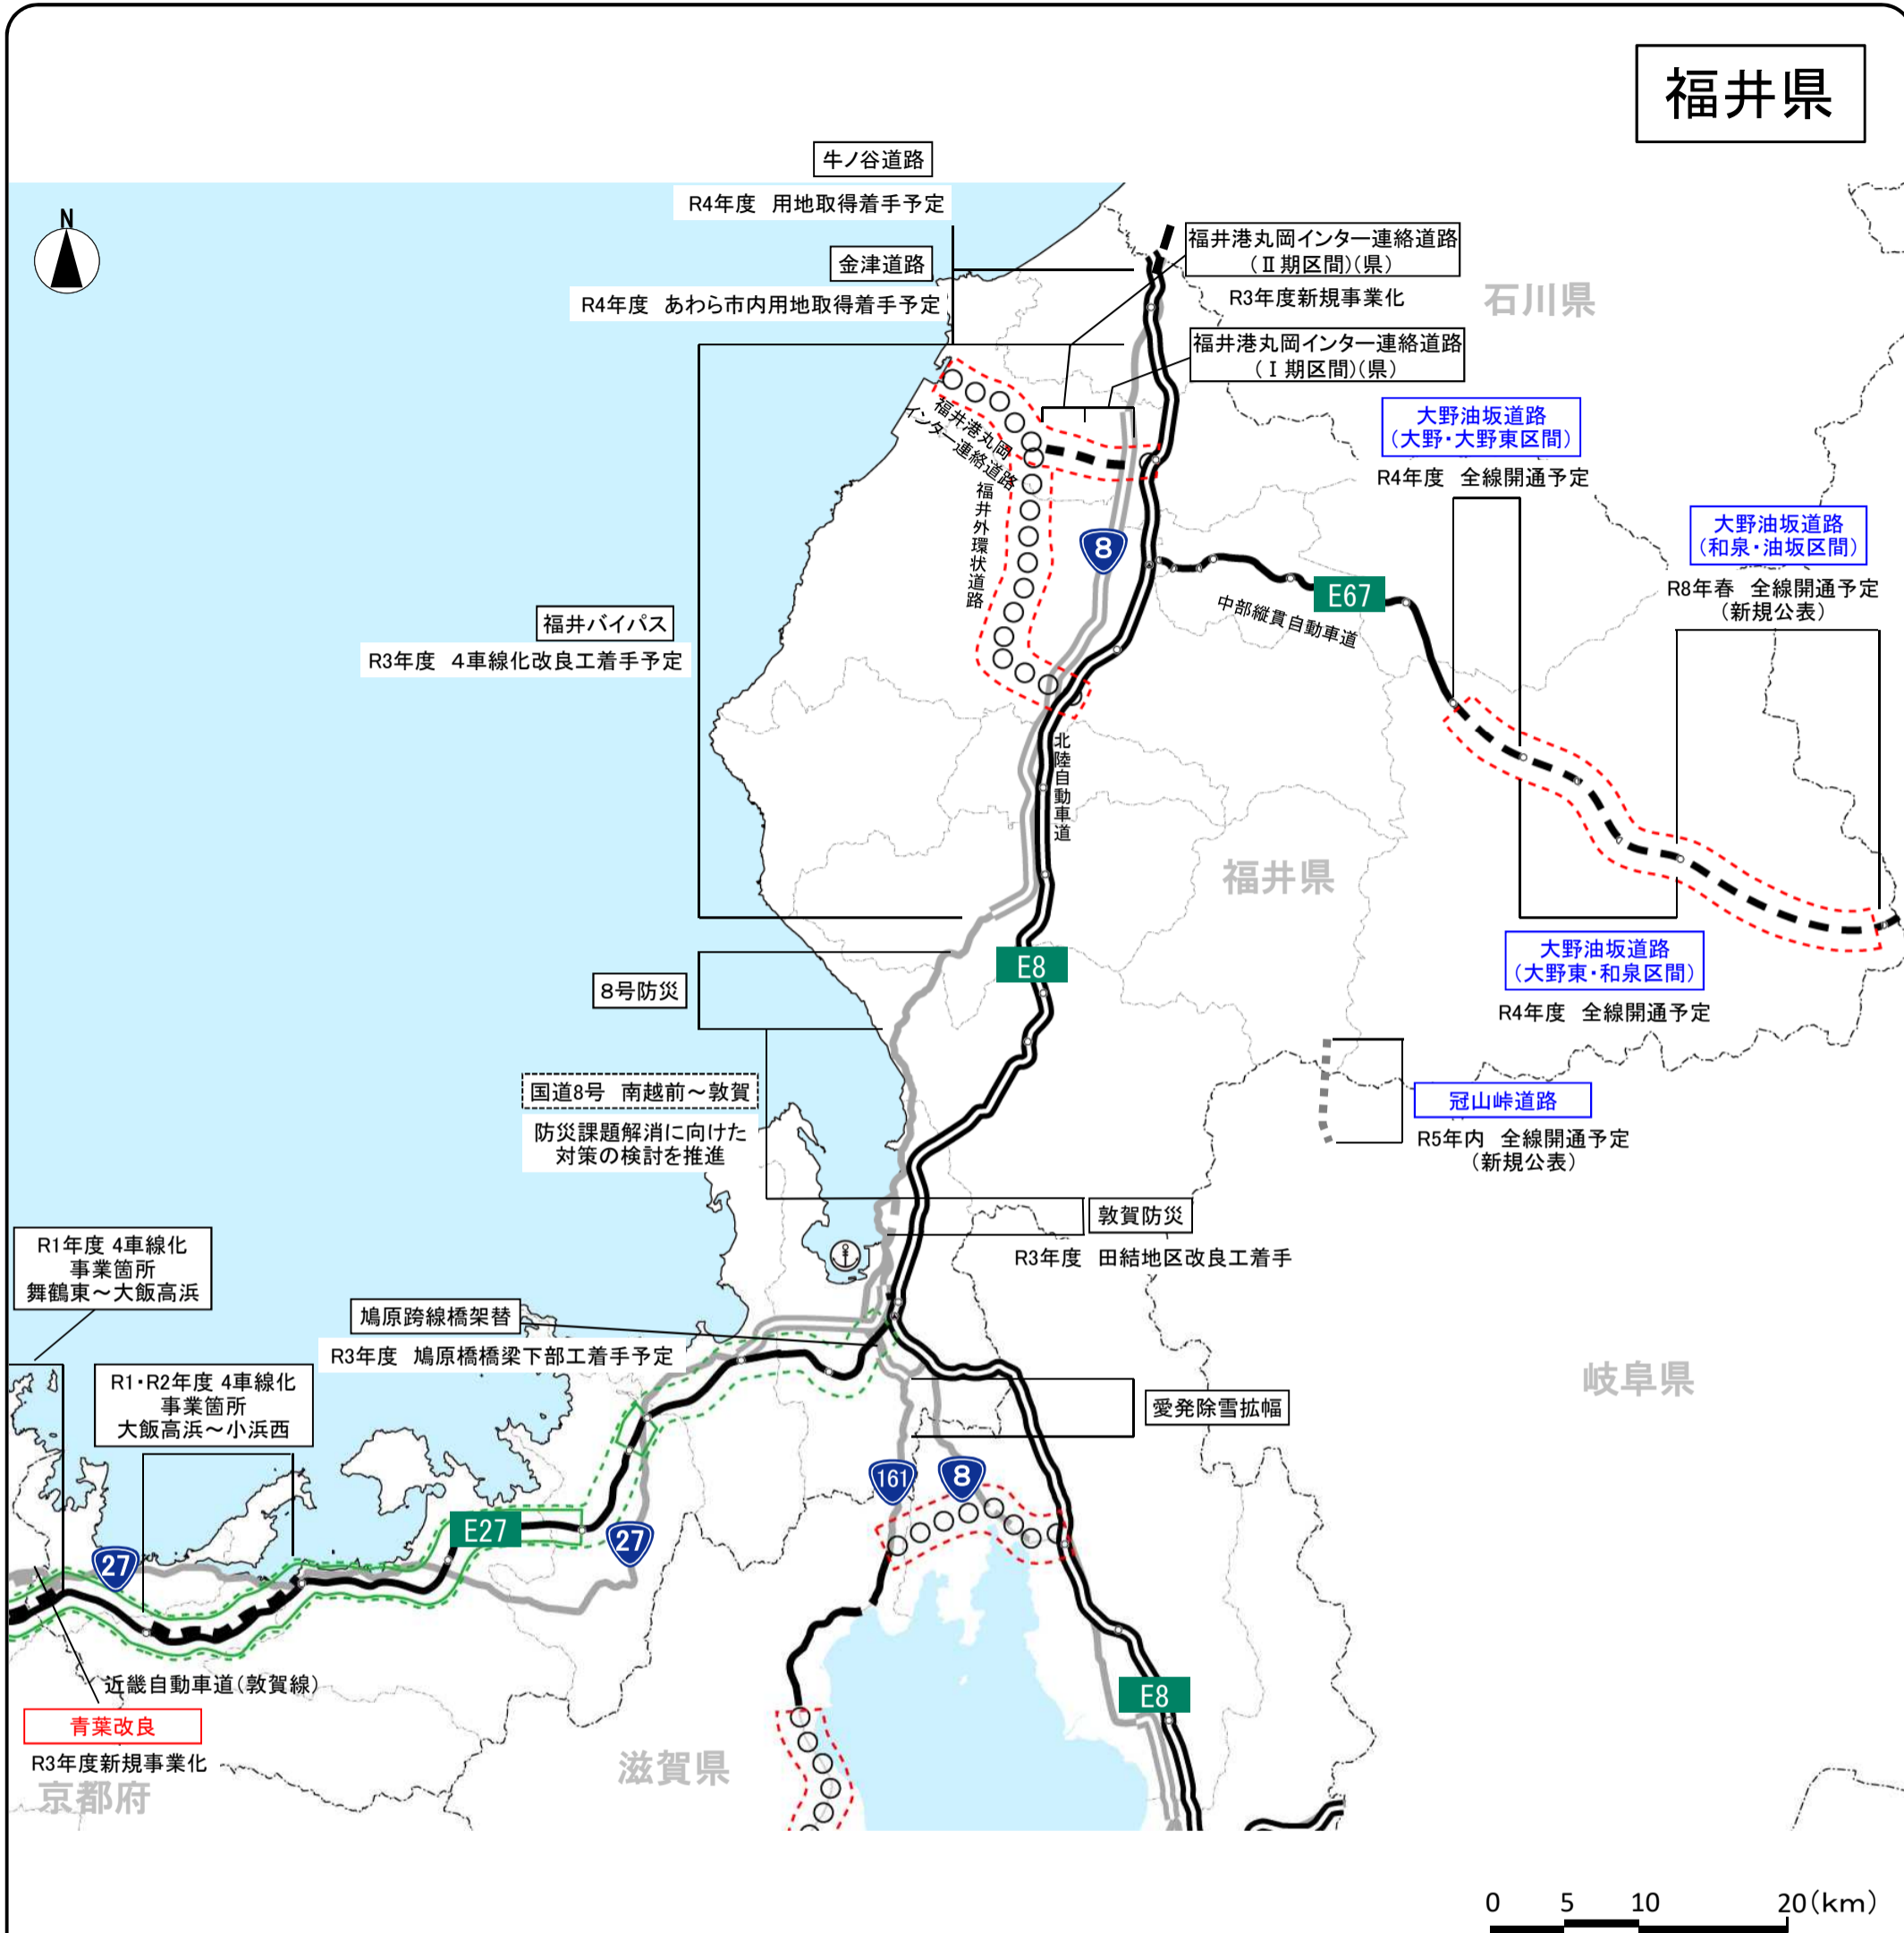 福井県
牛ノ谷道路
R4年度　用地取得着手予定
N
金津道路
R4年度　あわら市内用地取得着手予定
福井港丸岡インター連絡道路
（Ⅱ期区間）（県）
R3年度新規事業化
石川県
福井港丸岡インター連絡道路
（Ⅰ期区間）（県）
福井港丸岡
インター連絡道路
福井外環状道路
8
大野油坂道路
（大野・大野東区間）
R4年度　全線開通予定
大野油坂道路
（和泉・油坂区間）
R8年春　全線開通予定
（新規公表）
E67
中部縦貫自動車道
福井バイパス
R3年度　４車線化改良工着手予定
北陸自動車道
福井県
E8
大野油坂道路
（大野東・和泉区間）
R4年度　全線開通予定
８号防災
国道8号　南越前～敦賀
防災課題解消に向けた
対策の検討を推進
冠山峠道路
R5年内　全線開通予定
（新規公表）
敦賀防災
R3年度　田結地区改良工着手
R1年度 4車線化
事業箇所
舞鶴東～大飯高浜
鳩原跨線橋架替
R3年度　鳩原橋橋梁下部工着手予定
R1・R2年度 4車線化
事業箇所
大飯高浜～小浜西
愛発除雪拡幅
岐阜県
161
8
E27
27
27
近畿自動車道（敦賀線）
青葉改良
R3年度新規事業化
京都府
滋賀県
E8
0 5 10 20（km）